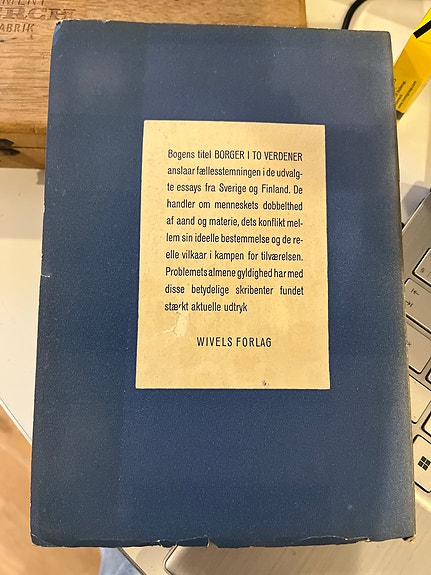 MENT
FABRIK
Bogens titel BORGER I TO VERDENER
anslaar fællesstemningen i de udvalg-
te essays fra Sverige og Finland. De
handler om menneskets dobbelthed
af aand og materie, dets konflikt mel-
lem sin ideelle bestemmelse og de re-
elle vilkaar i kampen for tilværelsen.
Problemets almene gyldighed har med
disse betydelige skribenter fundet
stærkt aktuelle udtryk
WIVELS FORLAG